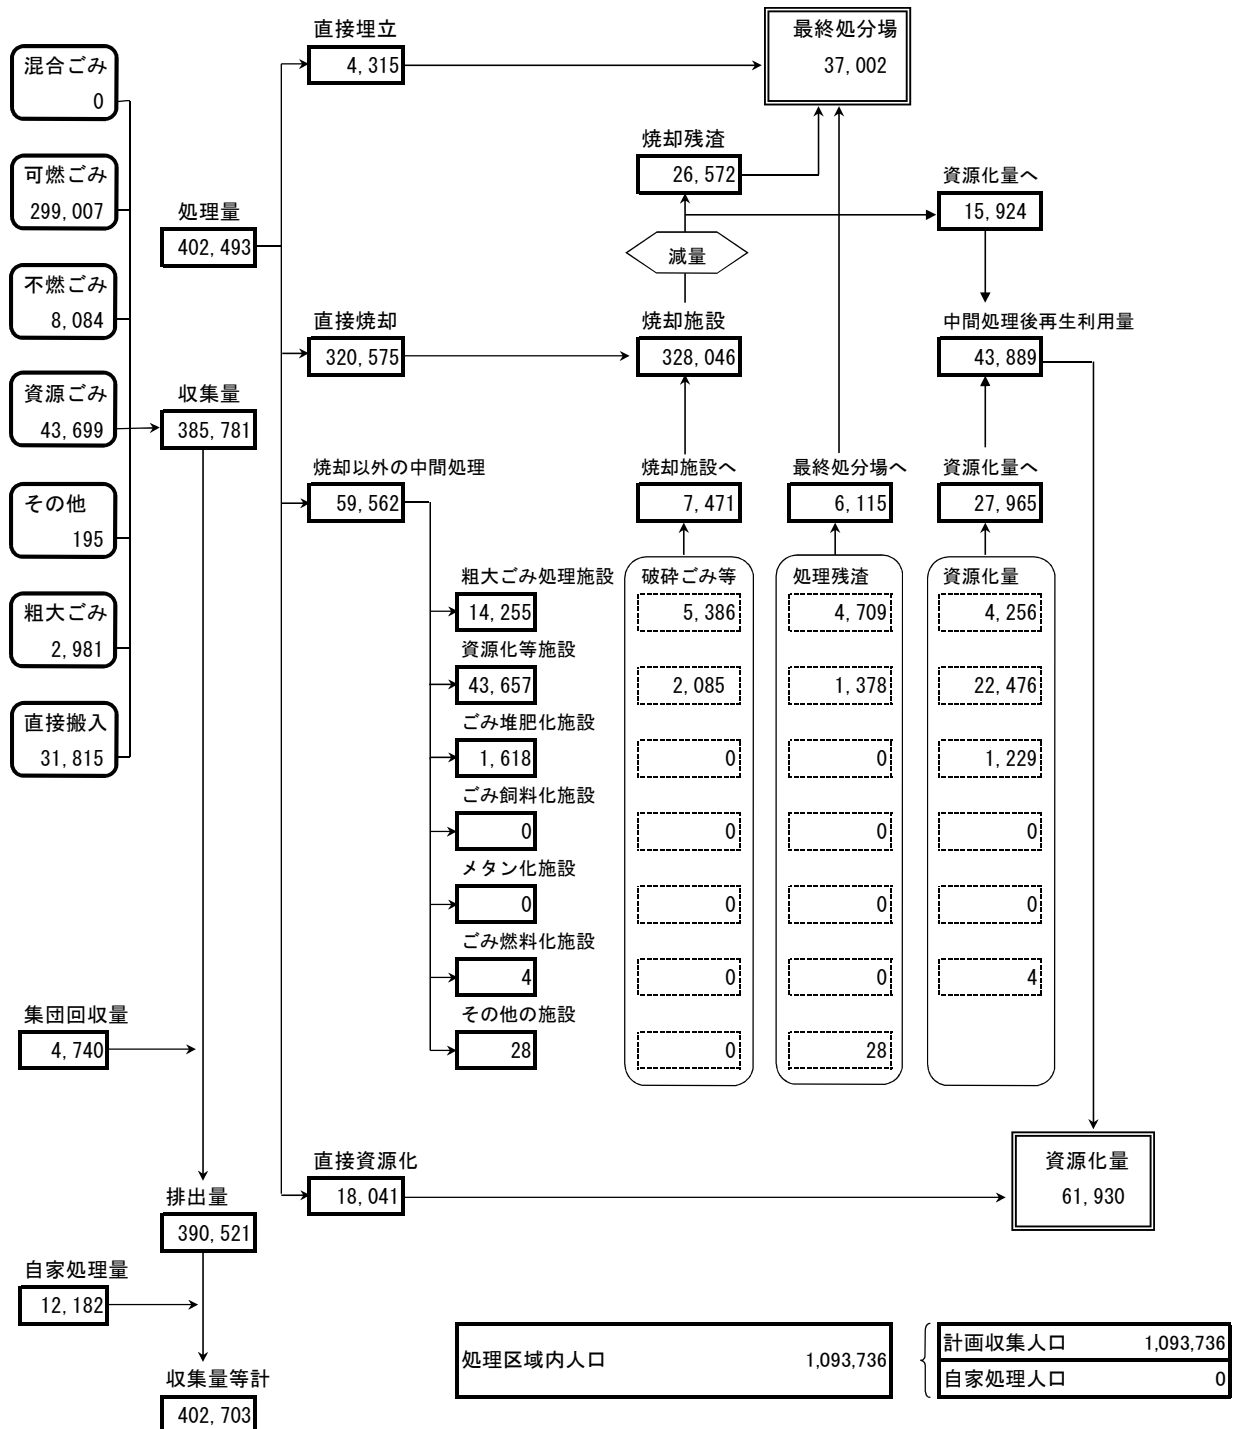 混合ごみ
0
可燃ごみ
299,007
不燃ごみ
8,084
資源ごみ
43,699
その他
195
粗大ごみ
2,981
直接搬入
31,815
集団回収量
4,740
自家処理量
12,182
処理量
402,493
収集量
385,781
排出量
390,521
収集量等計
402,703
直接埋立
4,315
直接焼却
320,575
焼却以外の中間処理
59,562
直接資源化
18,041
最終処分場
37,002
焼却残渣
26,572
資源化量へ
15,924
減量
焼却施設
328,046
中間処理後再生利用量
43,889
焼却施設へ
7,471
最終処分場へ
6,115
資源化量へ
27,965
粗大ごみ処理施設 破砕ごみ等 処理残渣 資源化量
14,255 5,386 4,709 4,256
資源化等施設
43,657 2,085 1,378 22,476
ごみ堆肥化施設
1,618 0 0 1,229
ごみ飼料化施設
0 0 0 0
メタン化施設
0 0 0 0
ごみ燃料化施設
4 0 0 4
その他の施設
28 0 28
資源化量
61,930
処理区域内人口 1,093,736
計画収集人口 1,093,736
自家処理人口 0